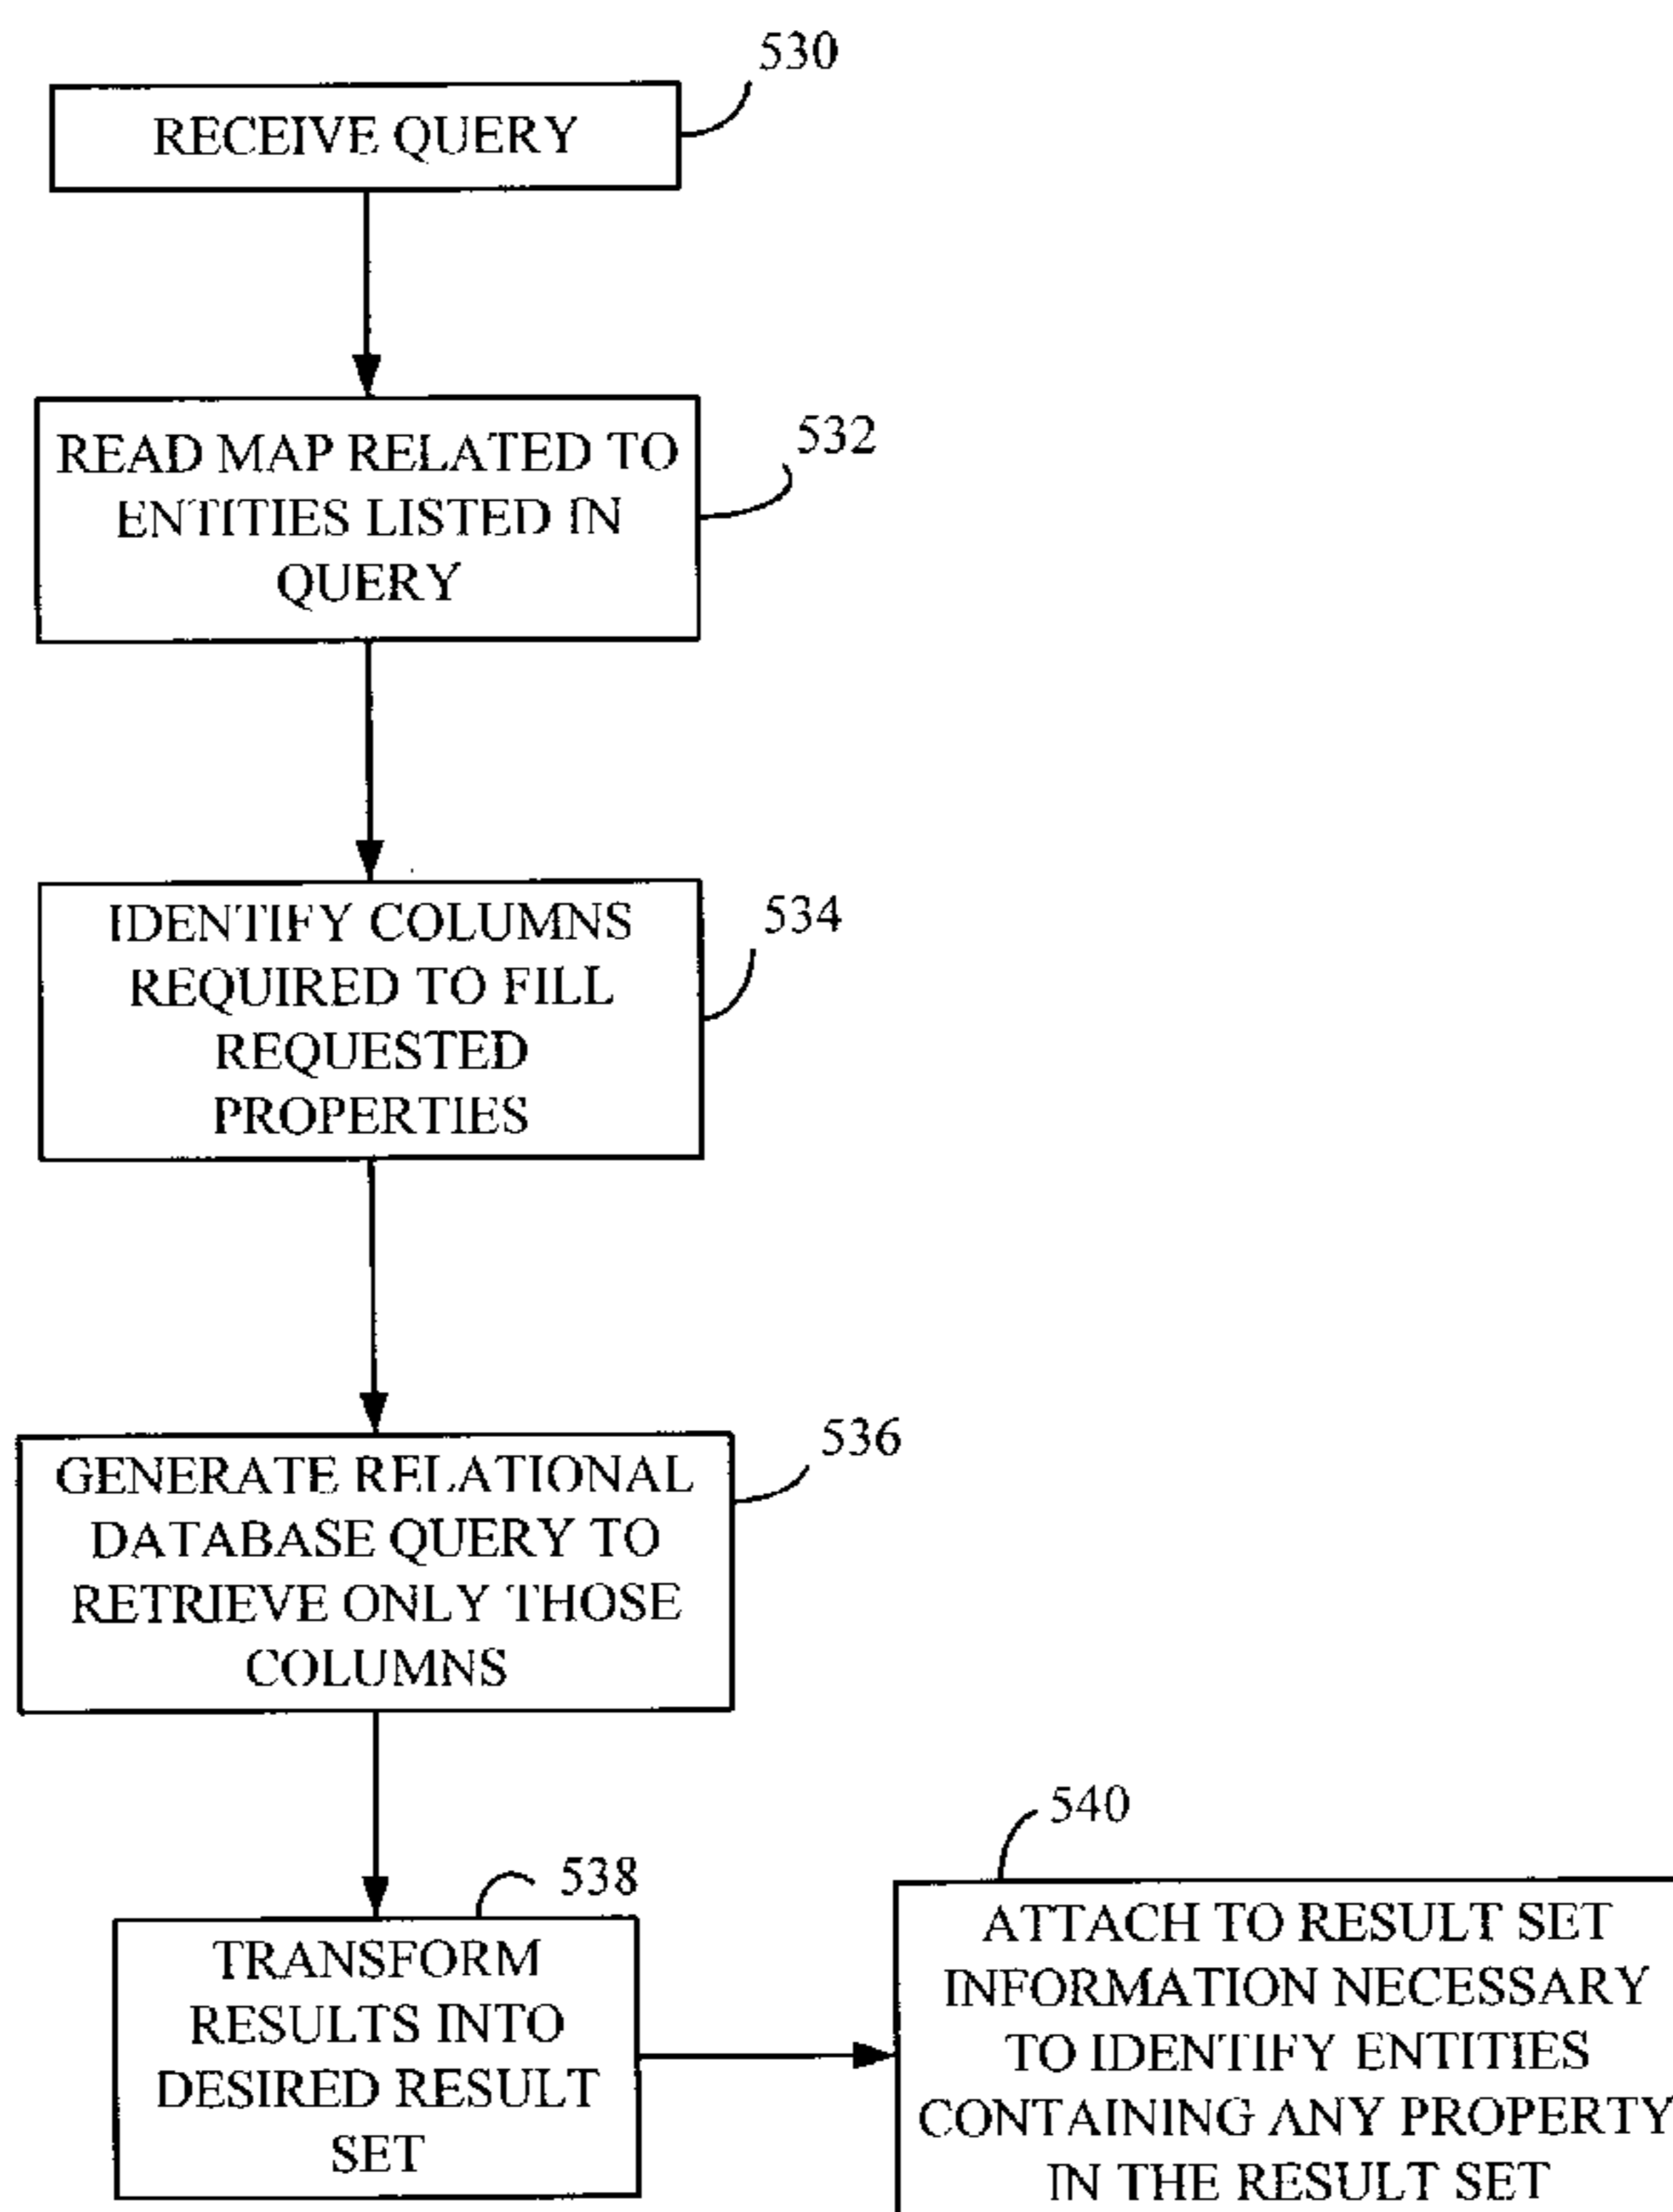 530
RECEIVE QUERY
532
READ MAP RELATED TO
ENTITIES LISTED IN
QUERY
534
IDENTIFY COLUMNS
REQUIRED TO FILL
REQUESTED
PROPERTIES
536
GENERATE RELATIONAL
DATABASE QUERY TO
RETRIEVE ONLY THOSE
COLUMNS
538
TRANSFORM
RESULTS INTO
DESIRED RESULT
SET
540
ATTACH TO RESULT SET
INFORMATION NECESSARY
TO IDENTIFY ENTITIES
CONTAINING ANY PROPERTY
IN THE RESULT SET